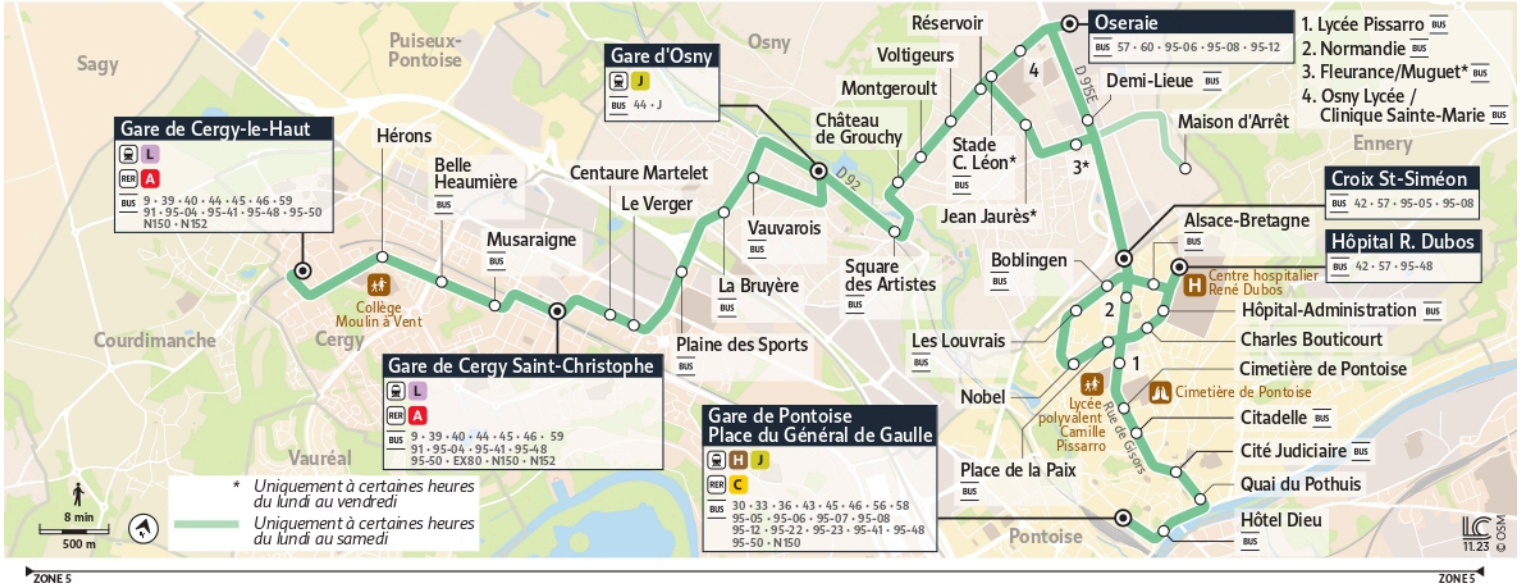 Sagy
Puiseux-
Pontoise
Osny
Ennery
Courdimanche
Cergy
Vauréal
Pontoise
Gare de Cergy-le-Haut
L
RER A
BUS 9 • 39 • 40 • 44 • 45 • 46 • 59
91 • 95-04 • 95-41 • 95-48 • 95-50
N150 • N152
Hérons
Collège
Moulin à Vent
Belle
Heaumière
BUS
Musaraigne
BUS
Gare de Cergy Saint-Christophe
L
RER A
BUS 9 • 39 • 40 • 44 • 45 • 46 • 59
91 • 95-04 • 95-41 • 95-48
95-50 • EX80 • N150 • N152
Centaure Martelet
Le Verger
Plaine des Sports
BUS
La Bruyère
BUS
Vauvarois
BUS
Gare d'Osny
J
BUS 44 • J
D92
Square
des Artistes
BUS
Château
de Grouchy
Montgeroult
Voltigeurs
Réservoir
Stade
C. Léon*
BUS
Jean Jaurès*
3*
4
Oseraie
BUS 57 • 60 • 95-06 • 95-08 • 95-12
D 915E
Demi-Lieue BUS
Maison d'Arrêt
1. Lycée Pissarro BUS
2. Normandie BUS
3. Fleurance/Muguet* BUS
4. Osny Lycée /
Clinique Sainte-Marie BUS
Croix St-Siméon
BUS 42 • 57 • 95-05 • 95-08
Alsace-Bretagne
BUS
Hôpital R. Dubos
BUS 42 • 57 • 95-48
H Centre hospitalier
René Dubos
Boblingen
BUS
2
Hôpital-Administration BUS
Les Louvrais
BUS
Charles Bouticourt
1
Nobel
Cimetière de Pontoise
Cimetière de Pontoise
Lycée
polyvalent
Camille
Pissarro
Rue de Gisors
Place de la Paix
BUS
Citadelle BUS
Cité Judiciaire BUS
Quai du Pothuis
Hôtel Dieu
BUS
Gare de Pontoise
Place du Général de Gaulle
H J
RER C
BUS 30 • 33 • 36 • 43 • 45 • 46 • 56 • 58
95-05 • 95-06 • 95-07 • 95-08
95-12 • 95-22 • 95-23 • 95-41 • 95-48
95-50 • N150
* Uniquement à certaines heures
du lundi au vendredi
Uniquement à certaines heures
du lundi au samedi
8 min
500 m
LC
11.23
© OSM
ZONE 5
ZONE 5